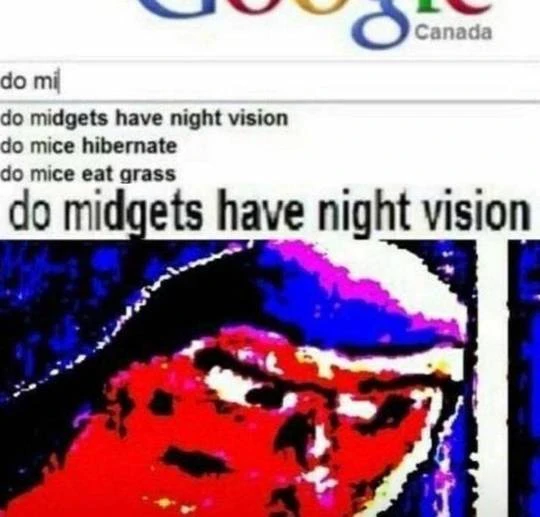 Google
Canada
do mi
do midgets have night vision
do mice hibernate
do mice eat grass
do midgets have night vision